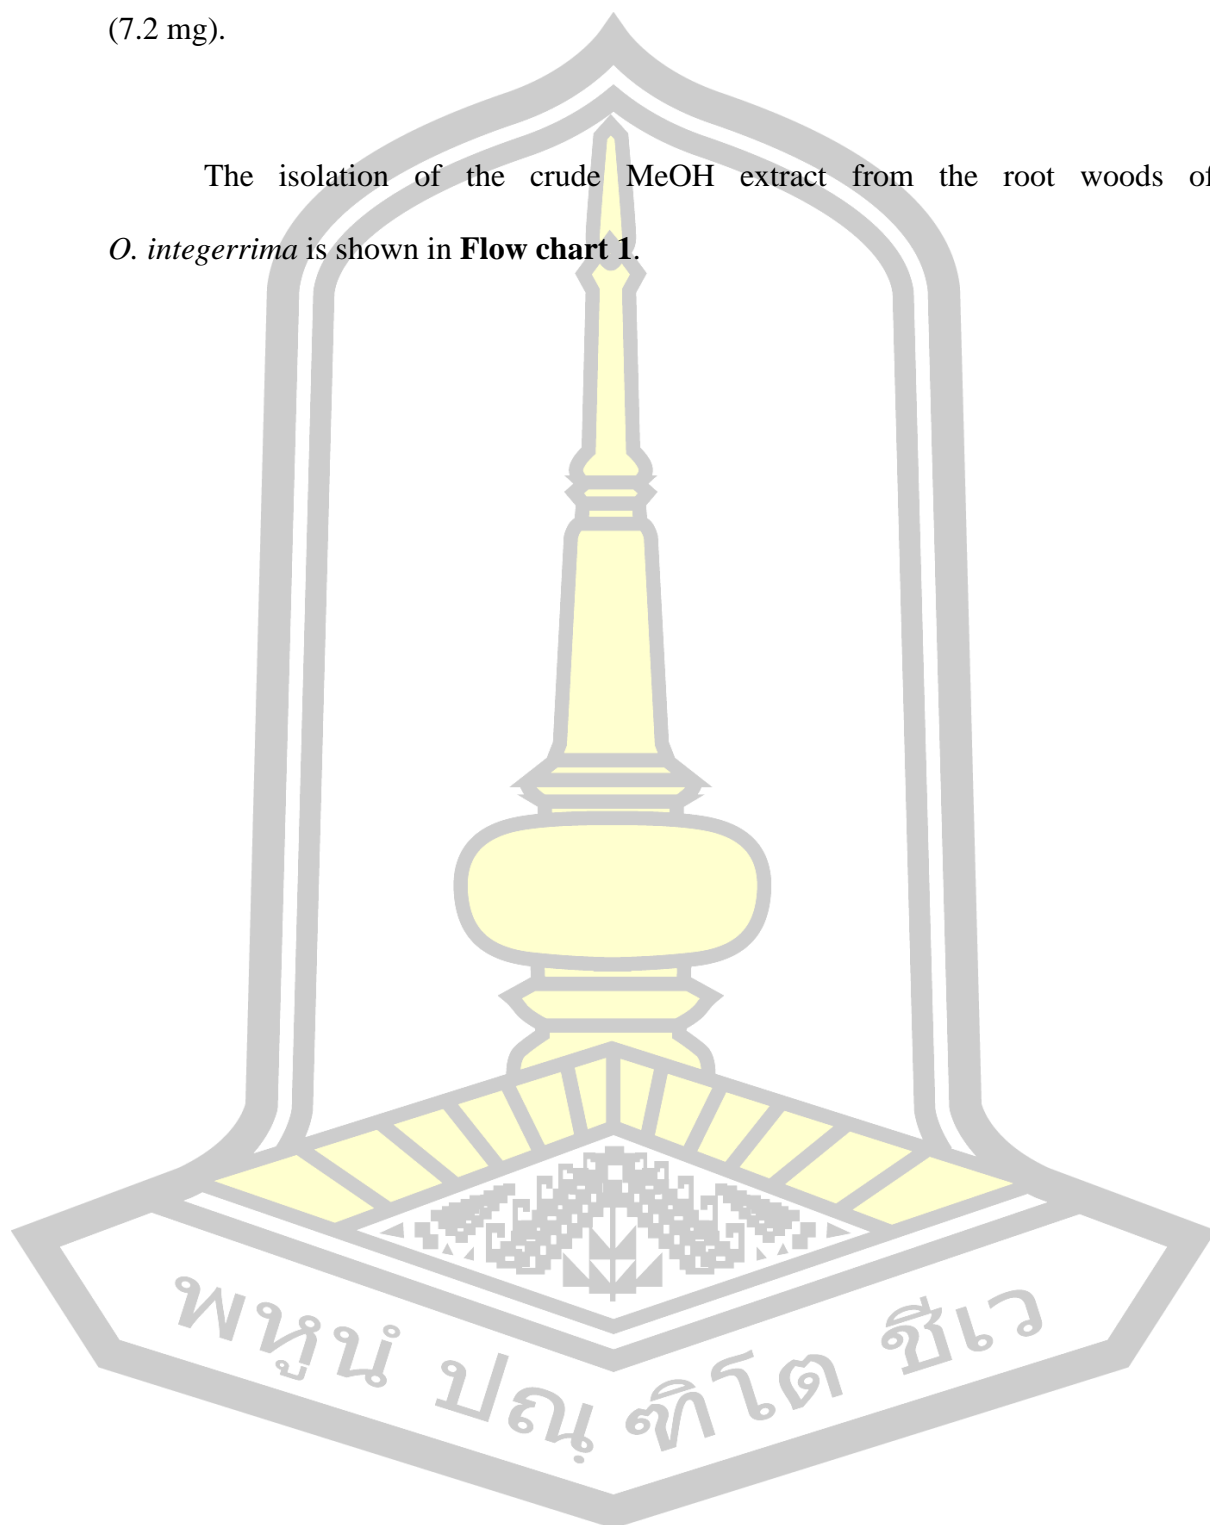 (7.2 mg).
The isolation of the crude MeOH extract from the root woods of
O. integerrima is shown in Flow chart 1.
พหูนํ ปณฺฑิโต ชีเว